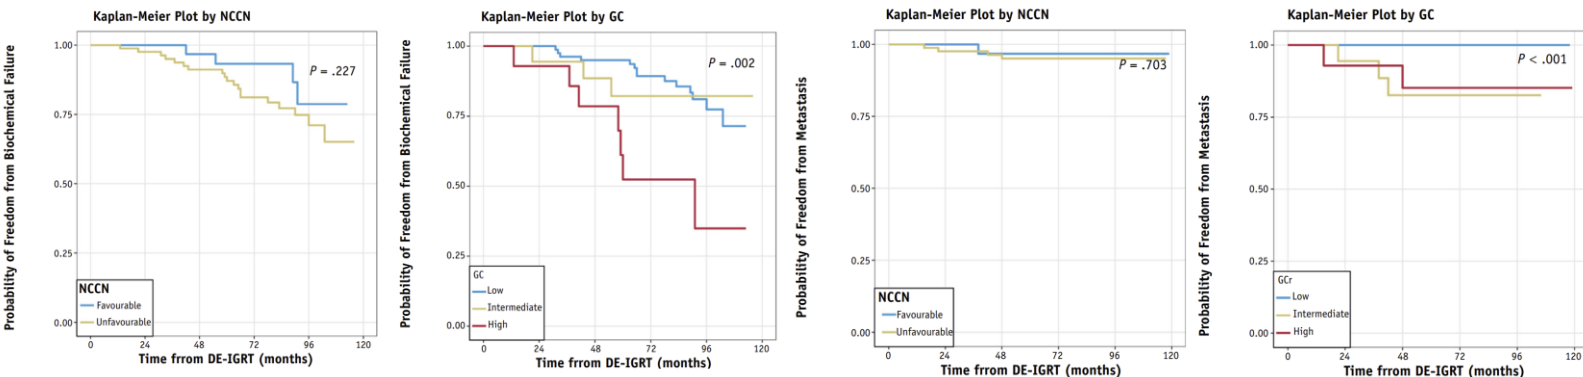 Kaplan-Meier Plot by NCCN
Probability of Freedom from Biochemical Failure
1.00
0.75
0.50
0.25
0.00
P = .227
NCCN
Favourable
Unfavourable
0 24 48 72 96 120
Time frrom DE-IGRT (months)
Kaplan-Meier Plot by GC
Probability of Freedom from Biochemical Failure
1.00
0.75
0.50
0.25
0.00
P = .002
GC
Low
Intermediate
High
0 24 48 72 96 120
Time frrom DE-IGRT (months)
Kaplan-Meier Plot by NCCN
Probability of Freedom from Metastasis
1.00
0.75
0.50
0.25
0.00
P = .703
NCCN
Favourable
Unfavourable
0 24 48 72 96 120
Time frrom DE-IGRT (months)
Kaplan-Meier Plot by GC
Probability of Freedom from Metastasis
1.00
0.75
0.50
0.25
0.00
P < .001
GCr
Low
Intermediate
High
0 24 48 72 96 120
Time frrom DE-IGRT (months)